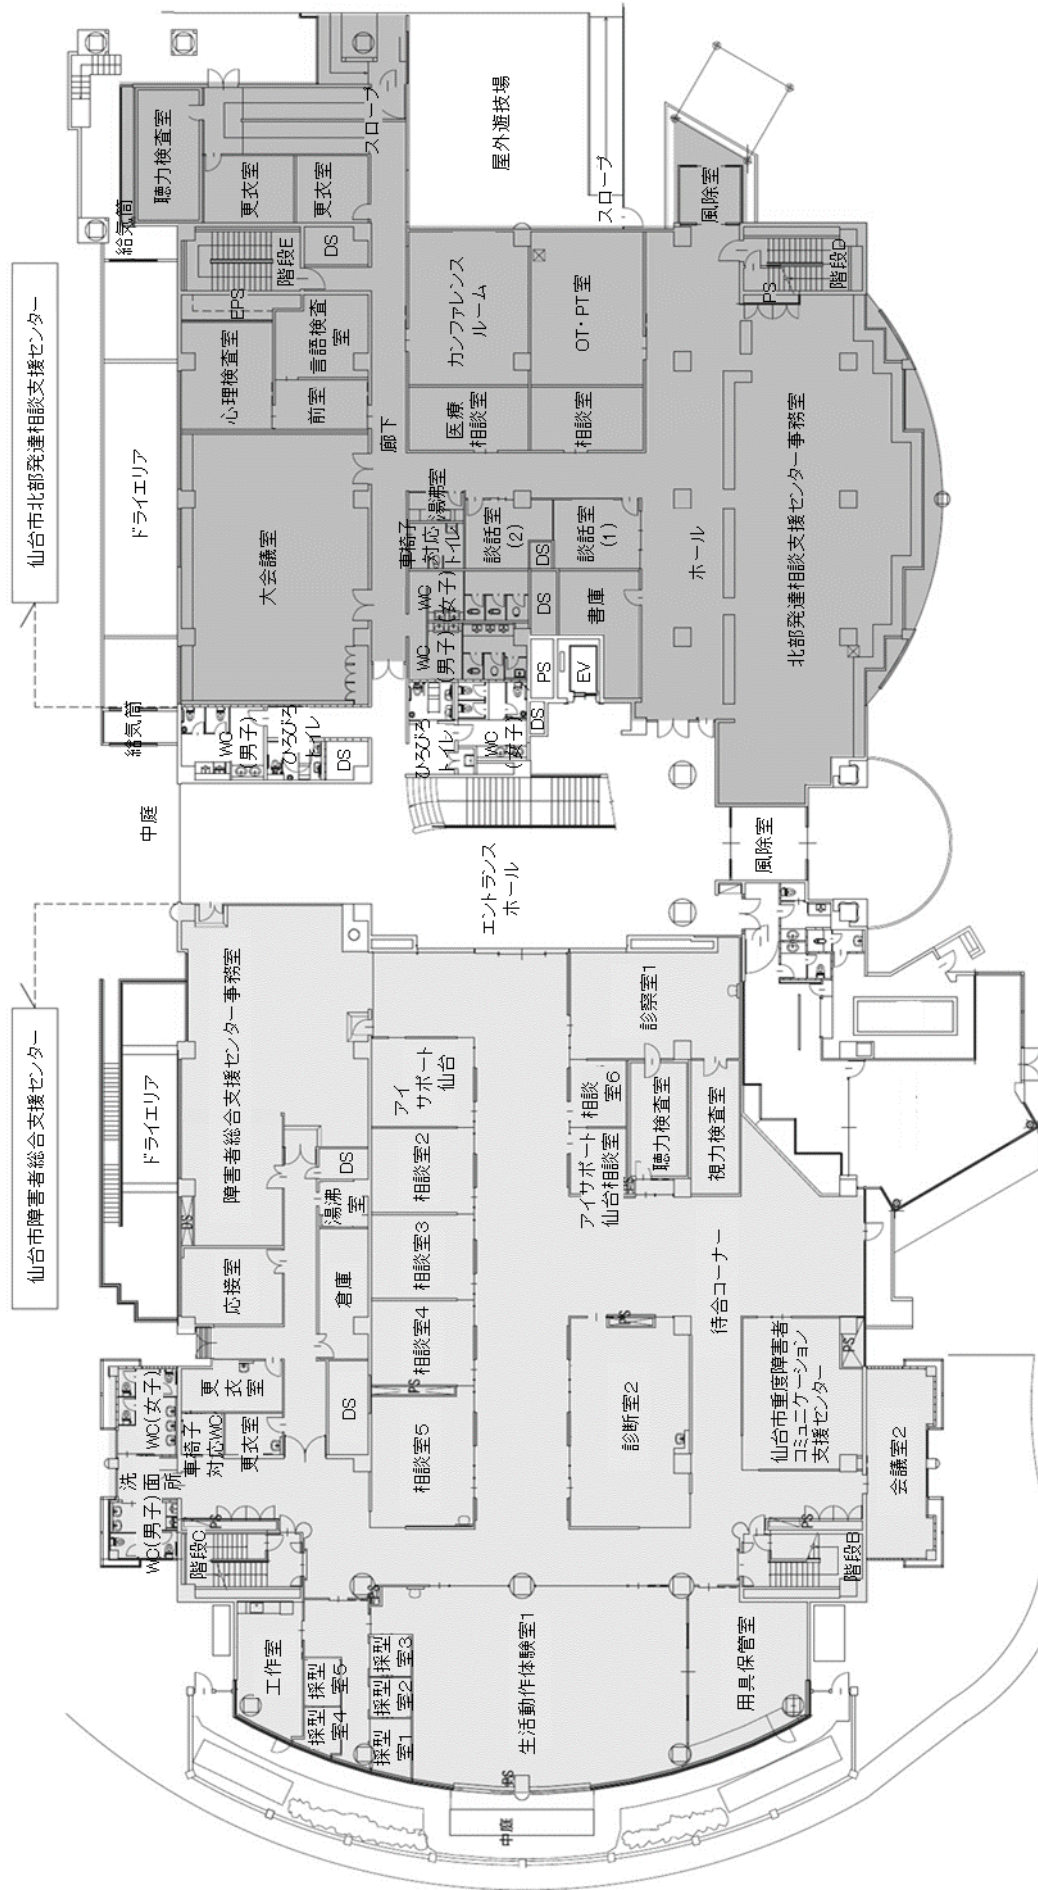 仙台市障害者総合支援センター
仙台市北部発達相談支援センター
ドライエリア
中庭
給気筒
ドライエリア
給気筒
洗面所
WC(男子)
WC(女子)
車椅子
対応WC
更衣室
更衣
室
応接室
DS
障害者総合支援センター事務室
階段C
PS
DS
倉庫
湯沸
室
DS
WC
(男子)
ひろびろ
トイレ
DS
大会議室
心理検査室
EPS
前室
言語検査
室
階段E
DS
聴力検査室
更衣室
更衣室
スロープ
廊下
工作室
採型
室4
採型
室5
採型
室1
採型
室2
採型
室3
PS
相談室5
PS
相談室4
相談室3
相談室2
アイ
サポート
仙台
エントランス
ホール
ひろびろ
トイレ
WC
(女子)
WC
(男子)
WC
(女子)
車椅子
対応
トイレ
湯沸室
談話室
(2)
談話室
(1)
DS
DS
DS
PS
EV
書庫
医療
相談室
カンファレンス
ルーム
相談室
OT・PT室
屋外遊技場
スロープ
中庭
PS
生活動作体験室1
診断室2
PS
アイサポート
仙台相談室
相談
室6
PS
聴力検査室
視力検査室
診察室1
待合コーナー
用具保管室
階段B
PS
仙台市重度障害者
コミュニケーション
支援センター
PS
会議室2
風除室
ホール
北部発達相談支援センター事務室
PS
階段D
風除室